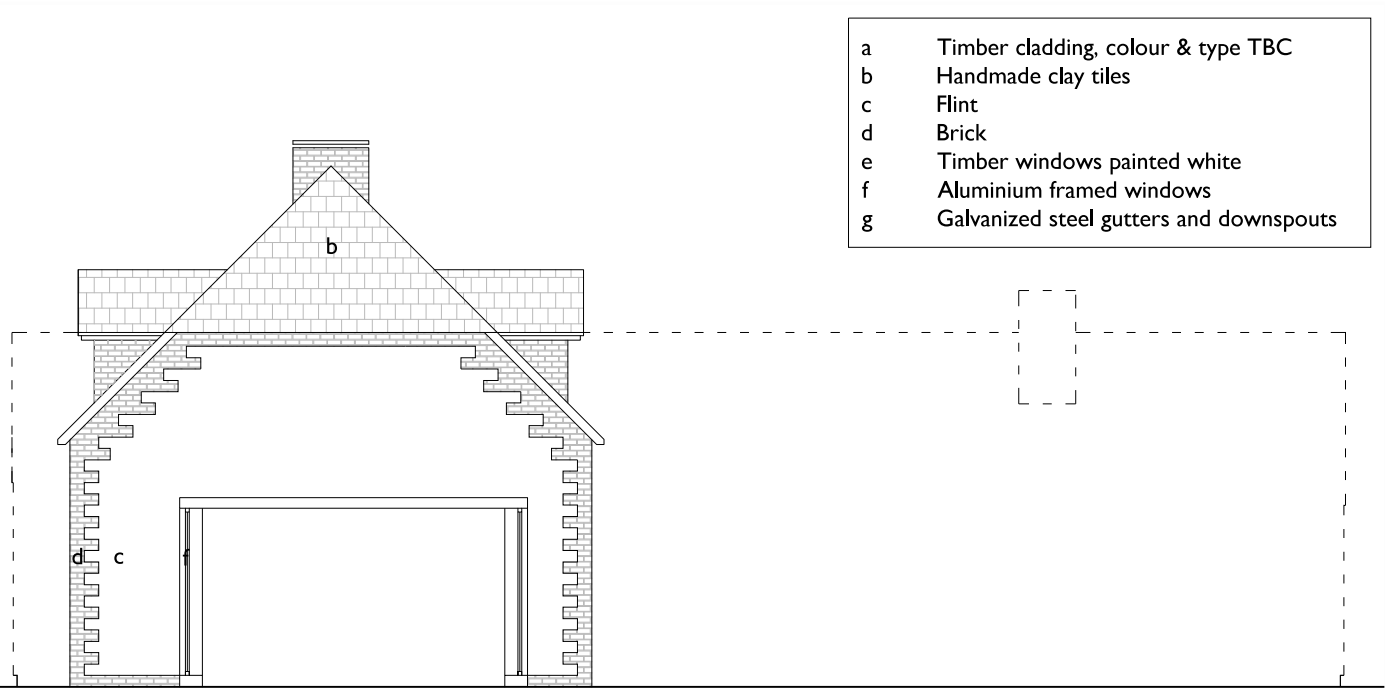 a Timber cladding, colour & type TBC
b Handmade clay tiles
c Flint
d Brick
e Timber windows painted white
f Aluminium framed windows
g Galvanized steel gutters and downspouts
b
d c f